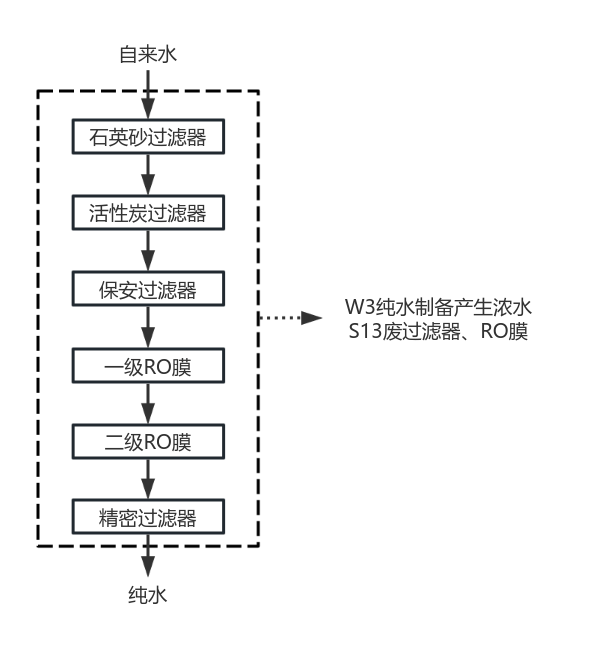 自来水
石英砂过滤器
活性炭过滤器
保安过滤器
一级RO膜
二级RO膜
精密过滤器
纯水
W3纯水制备产生浓水
S13废过滤器、RO膜